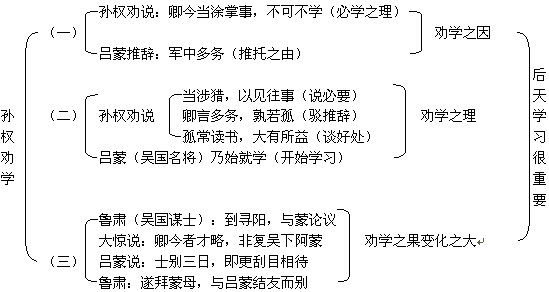 孙权劝学
（一）
孙权劝说：卿今当涂掌事，不可不学（必学之理）
吕蒙推辞：军中多务（推托之由）
劝学之因
（二）
孙权劝说
当涉猎，以见往事（说必要）
卿言多务，孰若孤（驳推辞）
孤常读书，大有所益（谈好处）
吕蒙（吴国名将）乃始就学（开始学习）
劝学之理
（三）
鲁肃（吴国谋士）：到寻阳，与蒙论议
大惊说：卿今者才略，非复吴下阿蒙
吕蒙说：士别三日，即更刮目相待
鲁肃：遂拜蒙母，与吕蒙结友而别
劝学之果变化之大
后天学习很重要